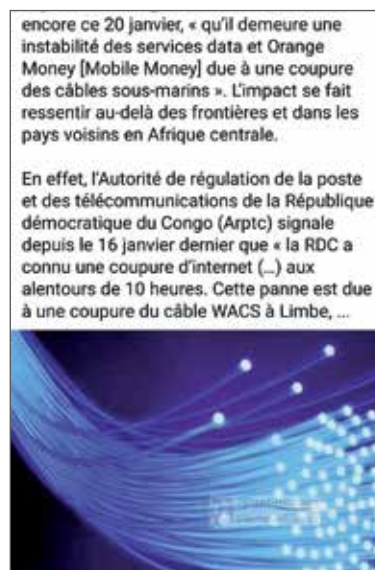 encore ce 20 janvier, « qu'il demeure une
instabilité des services data et Orange
Money [Mobile Money] due à une coupure
des câbles sous-marins ». L'impact se fait
ressentir au-delà des frontières et dans les
pays voisins en Afrique centrale.
En effet, l'Autorité de régulation de la poste
et des télécommunications de la République
démocratique du Congo (Arptc) signale
depuis le 16 janvier dernier que « la RDC a
connu une coupure d'internet (...) aux
alentours de 10 heures. Cette panne est due
à une coupure du câble WACS à Limbe, ...